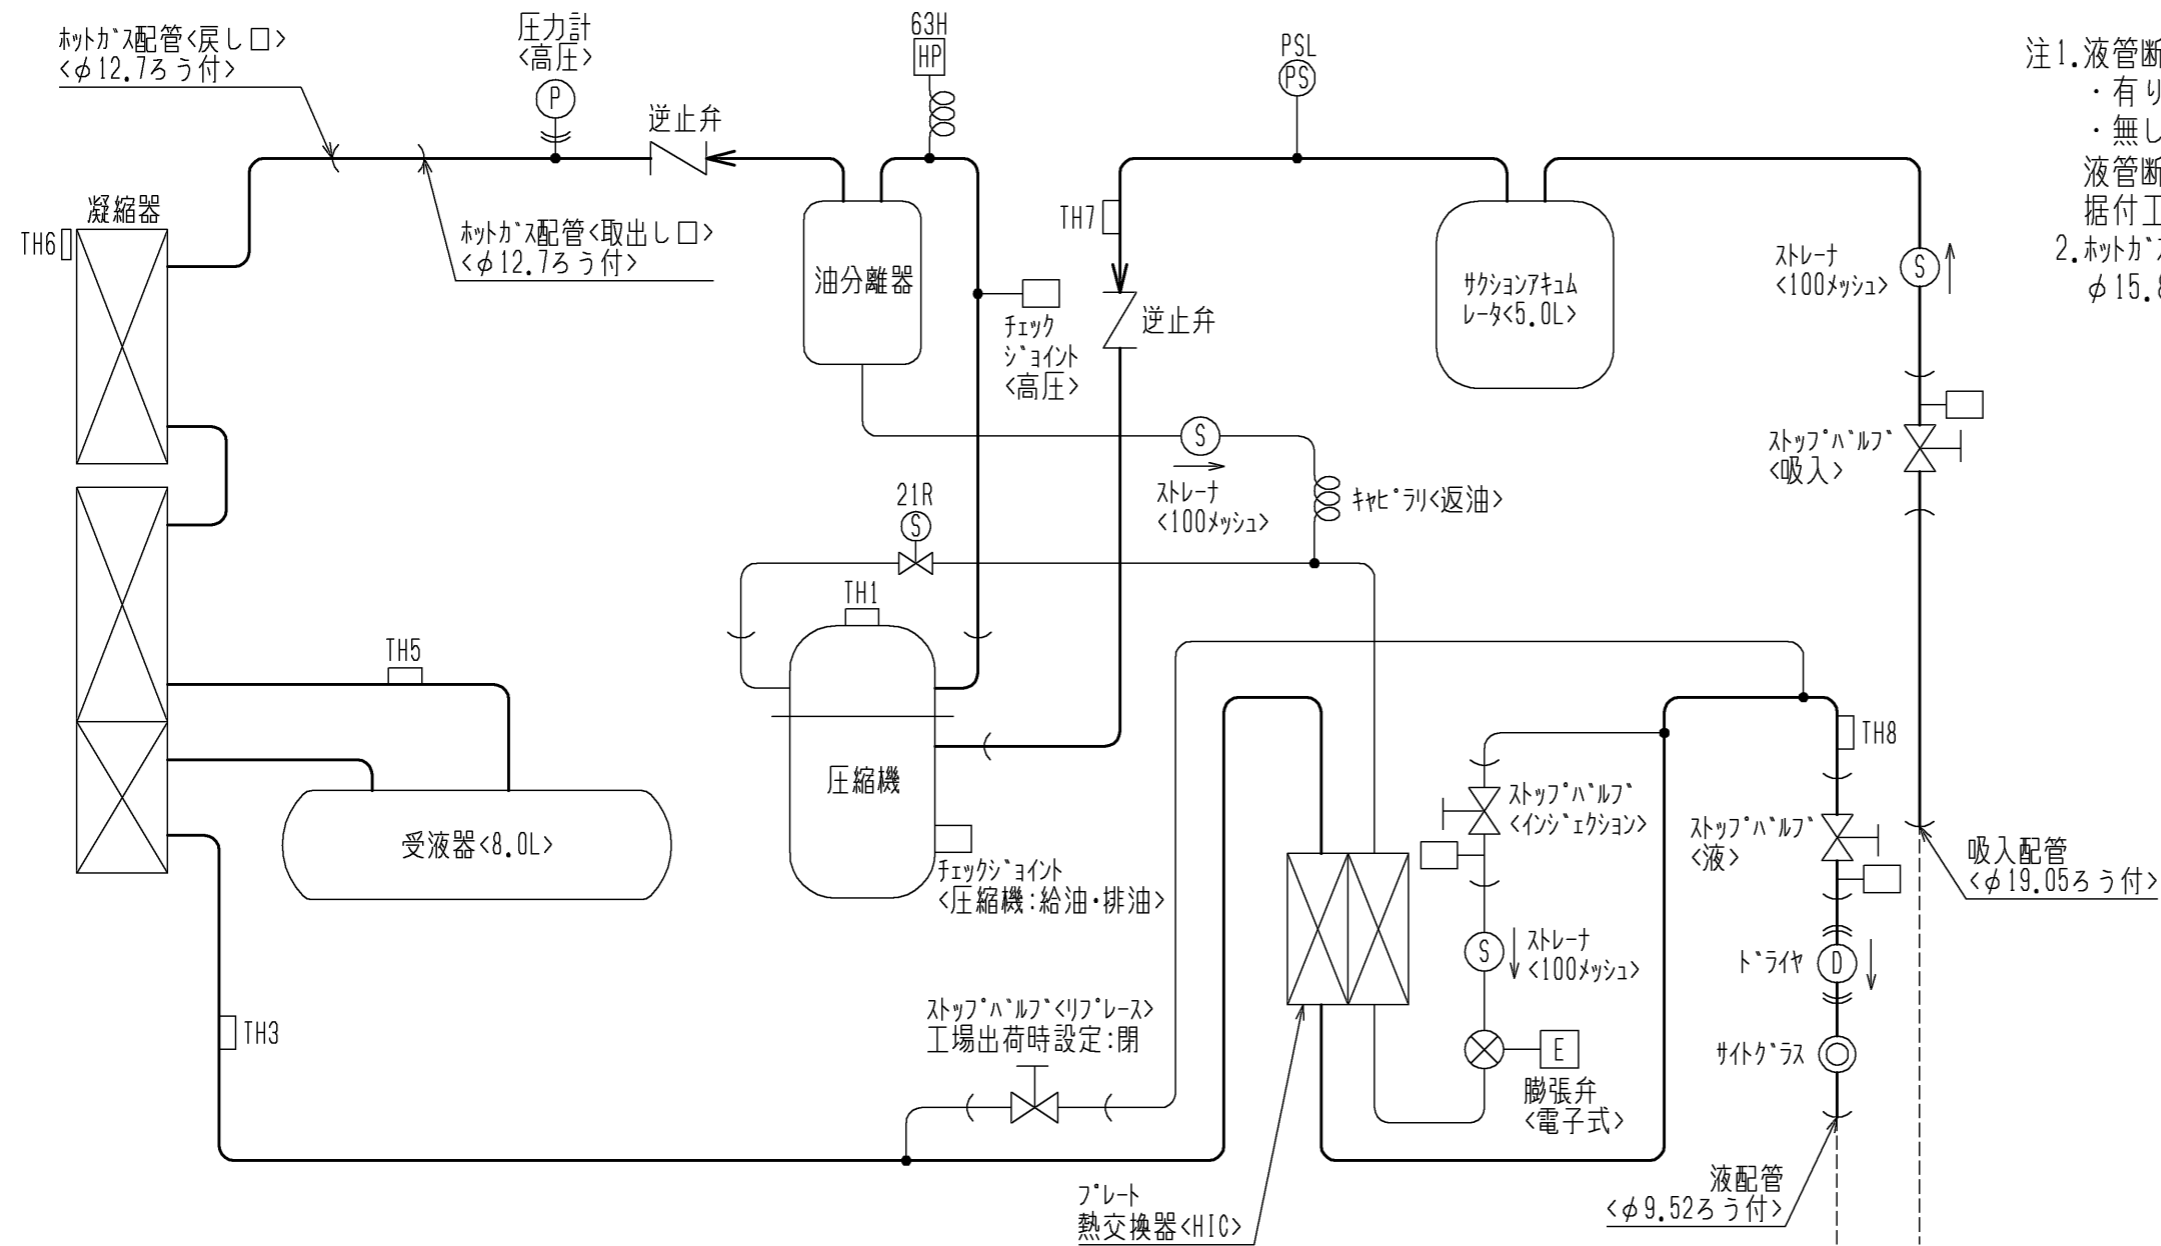 ホットガス配管<戻し口>
<φ12.7ろう付>
圧力計
<高圧>
P
逆止弁
63H
HP
PSL
PS
注1.液管断
・有り
・無し
液管断
据付工
2.ホットガス
φ15.8
凝縮器
TH6
ホットガス配管<取出し口>
<φ12.7ろう付>
油分離器
チェック
ジョイント
<高圧>
TH7
逆止弁
サクションアキュム
レータ<5.0L>
ストレーナ
<100メッシュ>
S
ストップバルブ
<吸入>
S
ストレーナ
<100メッシュ>
キャピラリ<返油>
21R
S
TH1
TH5
圧縮機
受液器<8.0L>
チェックジョイント
<圧縮機:給油・排油>
TH8
ストップバルブ
<インジェクション>
ストップバルブ
<液>
吸入配管
<φ19.05ろう付>
S
ストレーナ
<100メッシュ>
ドライヤ
D
TH3
ストップバルブ<リプレース>
工場出荷時設定:閉
E
膨張弁
<電子式>
サイトグラス
プレート
熱交換器<HIC>
液配管
<φ9.52ろう付>